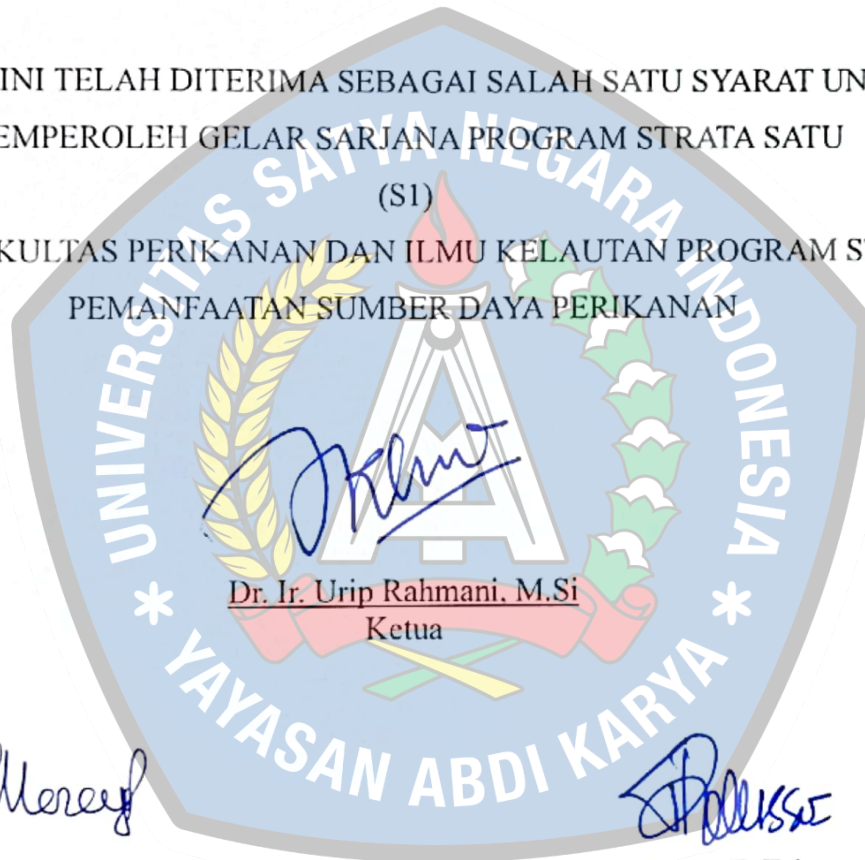 INI TELAH DITERIMA SEBAGAI SALAH SATU SYARAT UN
EMPEROLEH GELAR SARJANA PROGRAM STRATA SATU
(S1)
KULTAS PERIKANAN DAN ILMU KELAUTAN PROGRAM S
PEMANFAATAN SUMBER DAYA PERIKANAN
UNIVERSITAS SATYA NEGARA INDONESIA
Dr. Ir. Urip Rahmani, M.Si
Ketua
* YAYASAN ABDI KARYA *